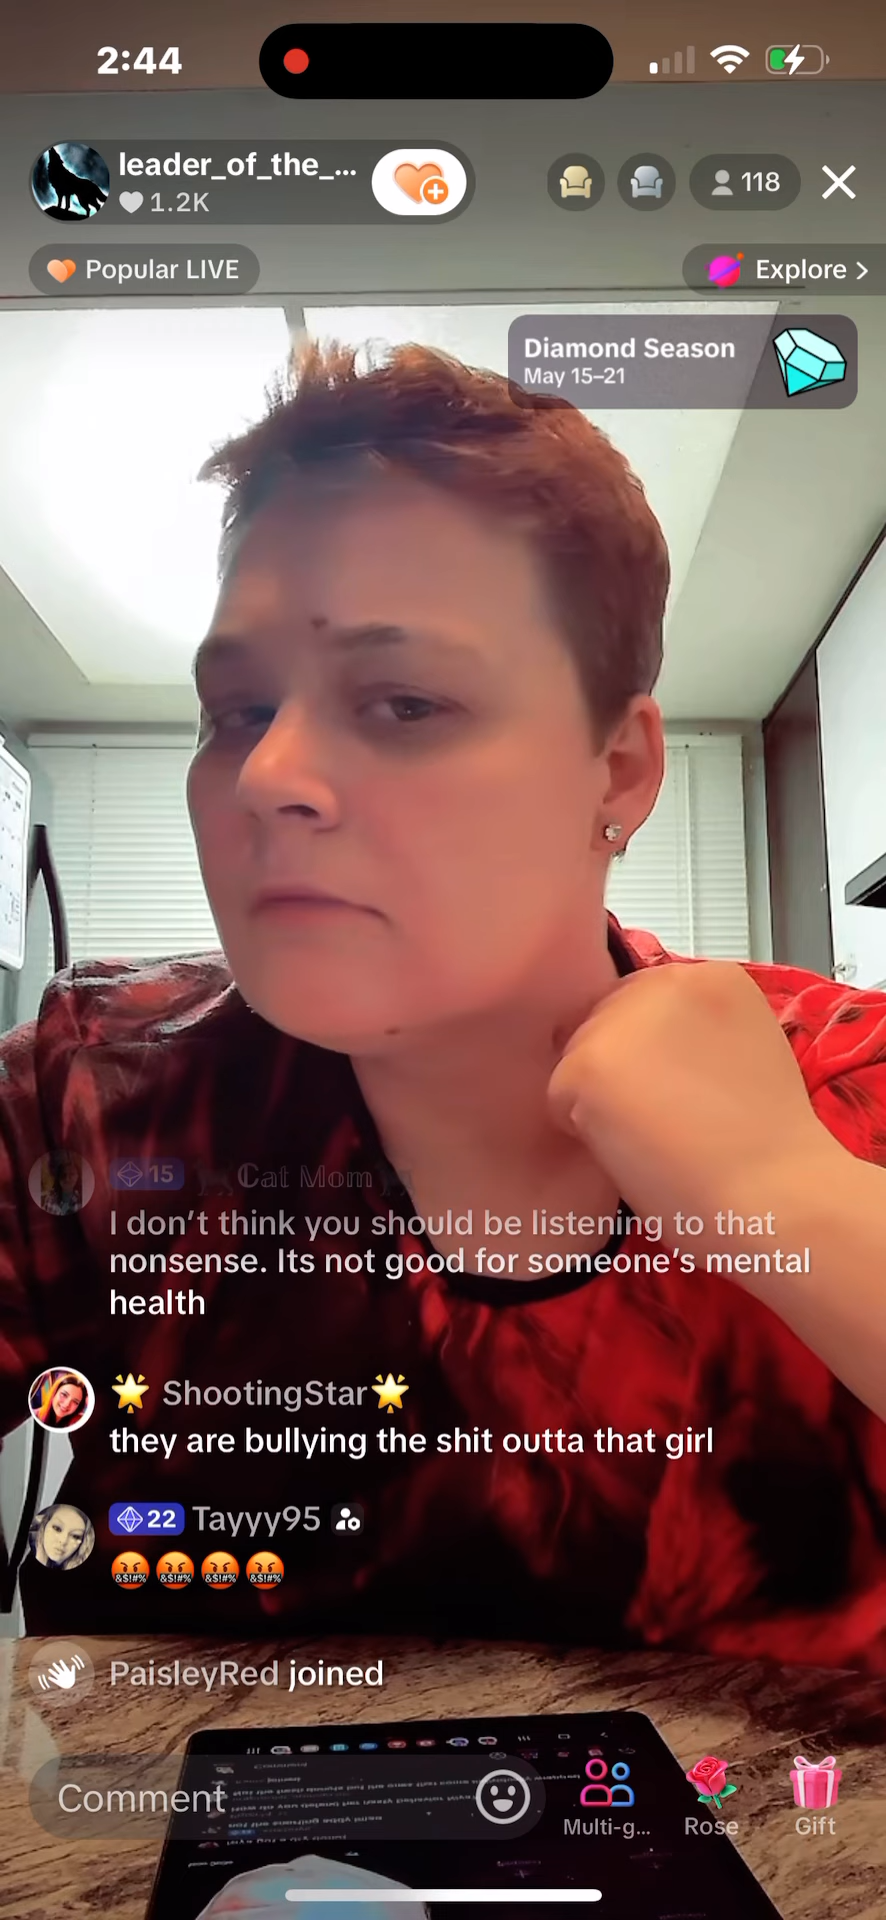 2:44
leader_of_the_...
1.2K
118
Popular LIVE
Explore >
Diamond Season
May 15–21
15 Cat Mom
I don’t think you should be listening to that
nonsense. Its not good for someone’s mental
health
ShootingStar
they are bullying the shit outta that girl
22 Tayyy95
&$!#% &$!#% &$!#% &$!#%
PaisleyRed joined
Comment
Multi-g... Rose Gift